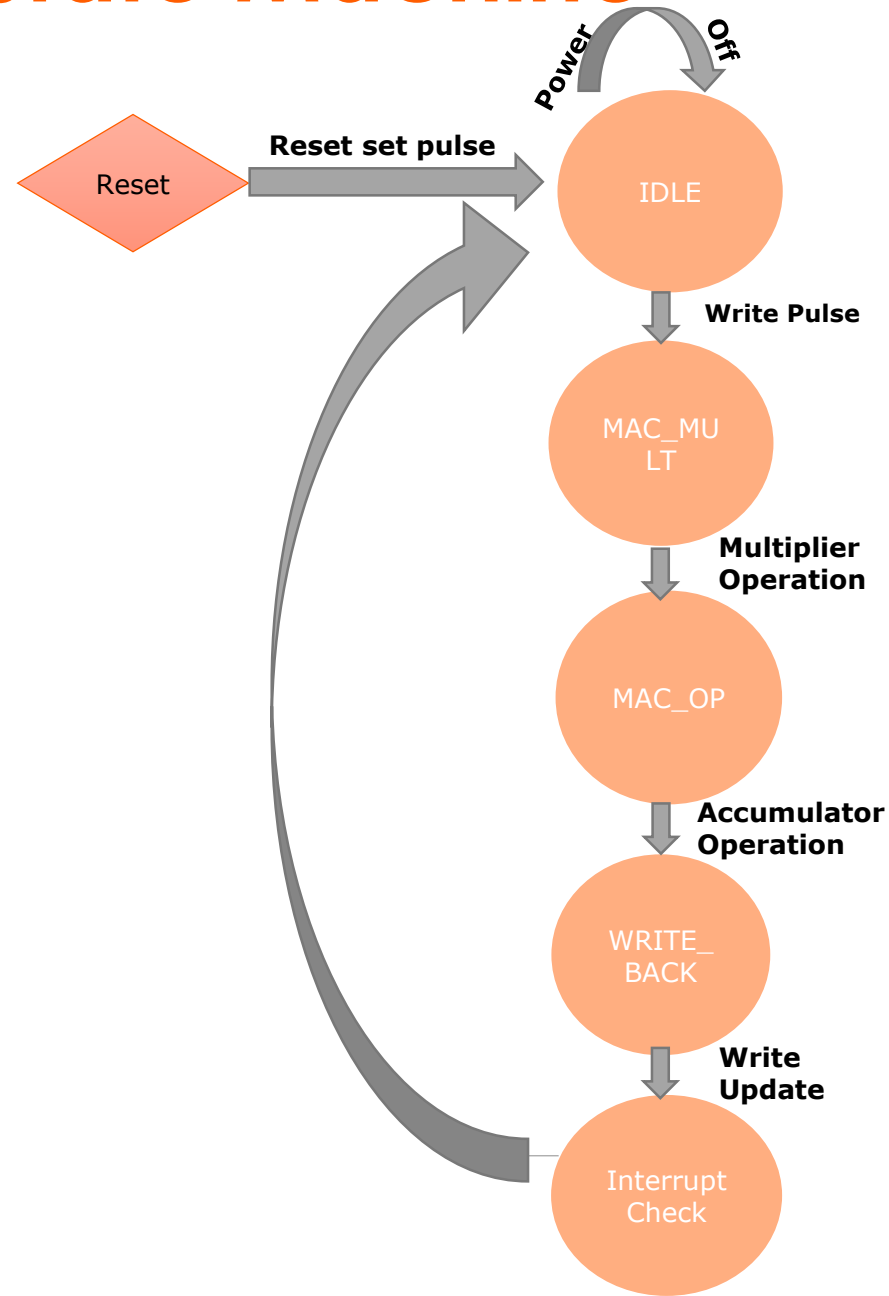 Power
Off
Reset set pulse
Reset
IDLE
Write Pulse
MAC_MU
LT
Multiplier
Operation
MAC_OP
Accumulator
Operation
WRITE_
BACK
Write
Update
Interrupt
Check